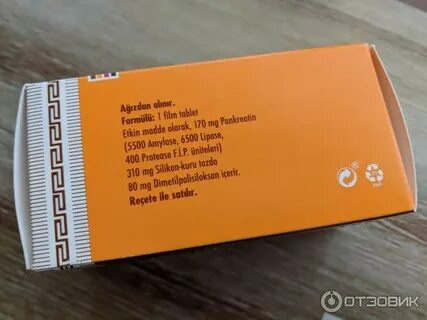 Ağızdan alınır.
Formülü: 1 film tablet
Etkin madde olarak, 170 mg Pankreatin
(5500 Amylase, 6500 Lipase,
400 Protease F.İ.P. üniteleri)
310 mg Silikon-kuru tozda
80 mg Dimetilpolisiloksan içerir.
Reçete ile satılır.
ОТЗОВИК